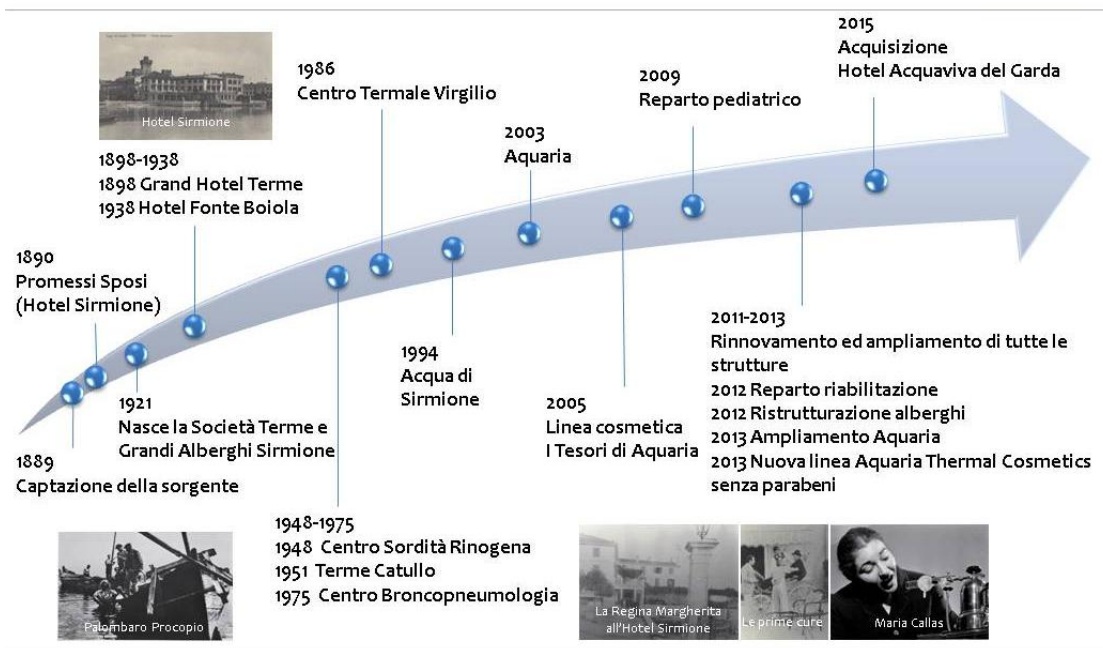 Hotel Sirmione
1898-1938
1898 Grand Hotel Terme
1938 Hotel Fonte Boiola
1986
Centro Termale Virgilio
2003
Aquaria
2009
Reparto pediatrico
2015
Acquisizione
Hotel Acquaviva del Garda
1890
Promessi Sposi
(Hotel Sirmione)
1889
Captazione della sorgente
1921
Nasce la Società Terme e
Grandi Alberghi Sirmione
1948-1975
1948 Centro Sordità Rinogena
1951 Terme Catullo
1975 Centro Broncopneumologia
1994
Acqua di
Sirmione
2005
Linea cosmetica
I Tesori di Aquaria
2011-2013
Rinnovamento ed ampliamento di tutte le
strutture
2012 Reparto riabilitazione
2012 Ristrutturazione alberghi
2013 Ampliamento Aquaria
2013 Nuova linea Aquaria Thermal Cosmetics
senza parabeni
Palombaro Procopio
La Regina Margherita
all'Hotel Sirmione
Le prime cure
Maria Callas